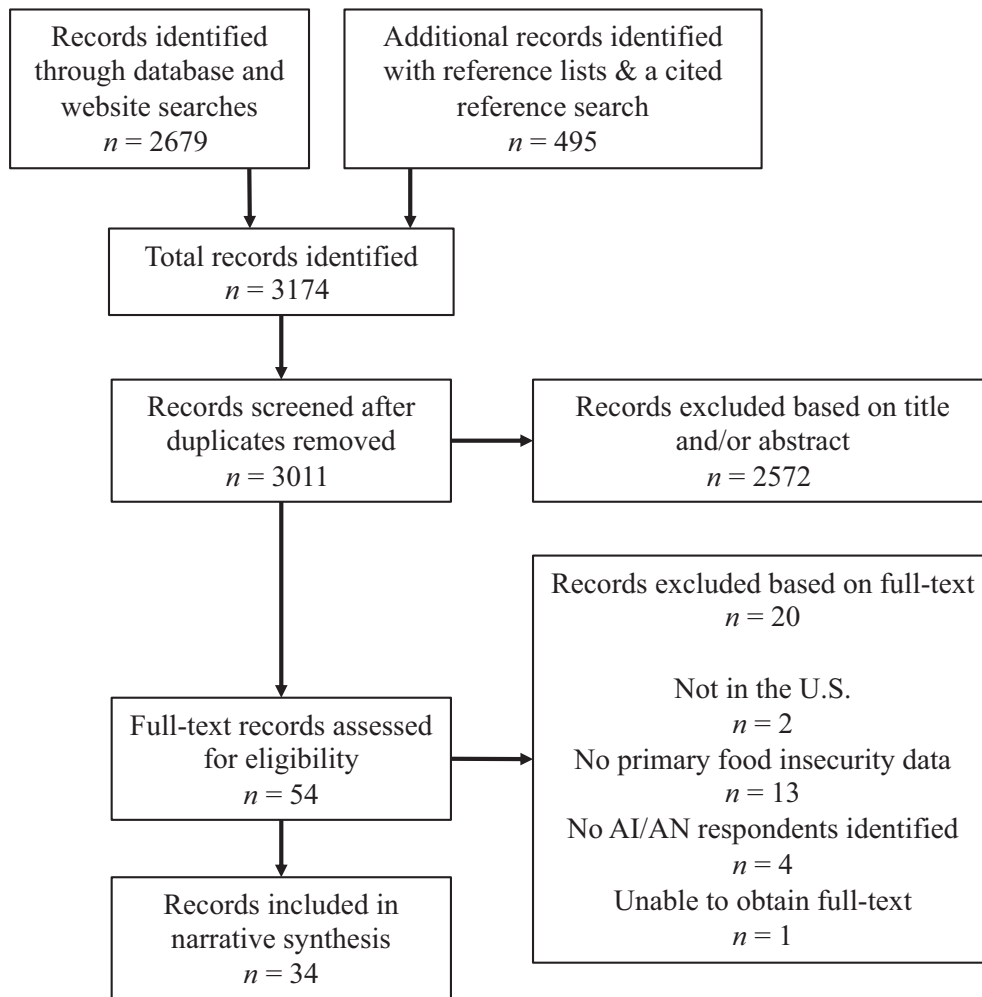 Records identified
through database and
website searches
n = 2679
Additional records identified
with reference lists & a cited
reference search
n = 495
Total records identified
n = 3174
Records screened after
duplicates removed
n = 3011
Records excluded based on title
and/or abstract
n = 2572
Full-text records assessed
for eligibility
n = 54
Records excluded based on full-text
n = 20
Not in the U.S.
n = 2
No primary food insecurity data
n = 13
No AI/AN respondents identified
n = 4
Unable to obtain full-text
n = 1
Records included in
narrative synthesis
n = 34